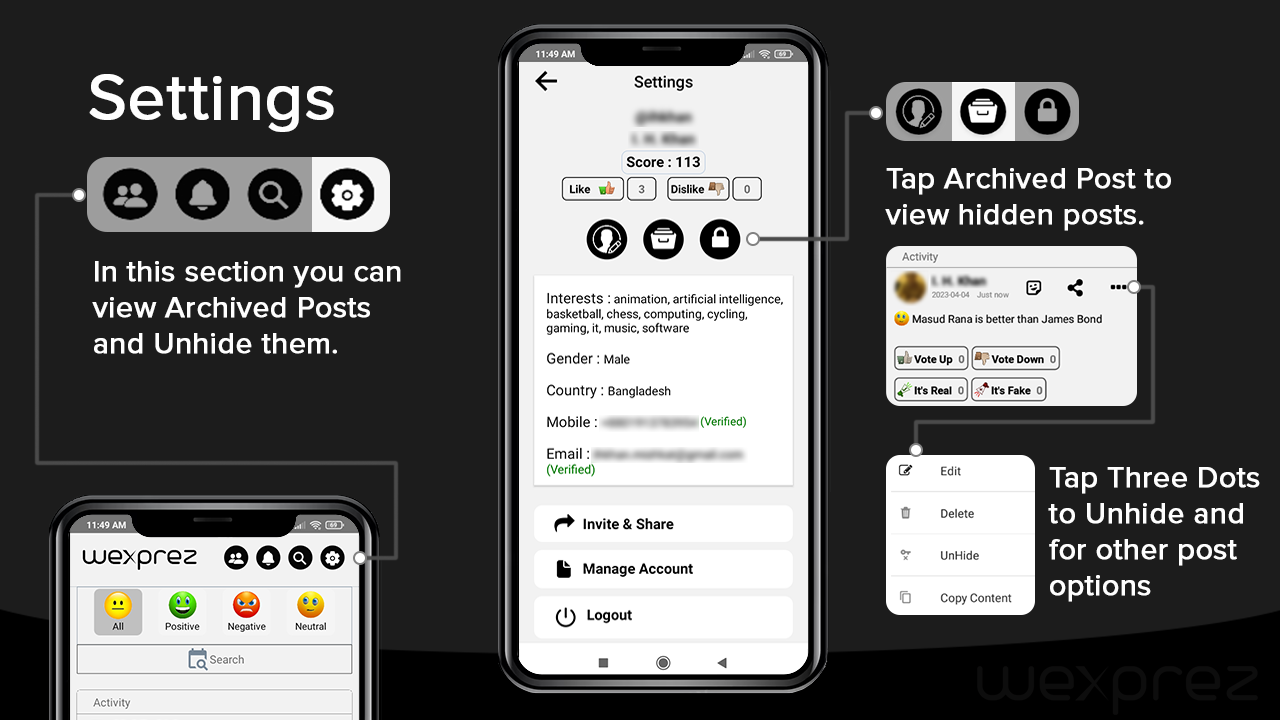 Settings
In this section you can
view Archived Posts
and Unhide them.
11:49 AM
69
wexprez
All
Positive
Negative
Neutral
Search
Activity
11:49 AM
69
Settings
I. H. Khan
Score : 113
Like 3 Dislike 0
Interests : animation, artificial intelligence,
basketball, chess, computing, cycling,
gaming, it, music, software
Gender : Male
Country : Bangladesh
Mobile : (Verified)
Email :
(Verified)
Invite & Share
Manage Account
Logout
Tap Archived Post to
view hidden posts.
Activity
I. H. Khan
2023-04-04 Just now
Masud Rana is better than James Bond
Vote Up 0 Vote Down 0
It's Real 0 It's Fake 0
Edit
Delete
UnHide
Copy Content
Tap Three Dots
to Unhide and
for other post
options
wexprez